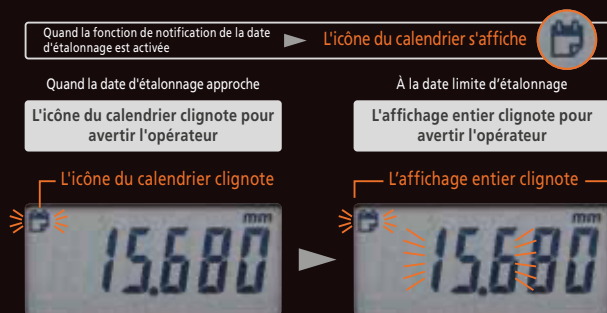 Quand la fonction de notification de la date
d'étalonnage est activée
L'icône du calendrier s'affiche
Quand la date d'étalonnage approche
L'icône du calendrier clignote pour
avertir l'opérateur
L'icône du calendrier clignote
mm
15.680
À la date limite d'étalonnage
L'affichage entier clignote pour
avertir l'opérateur
L'affichage entier clignote
mm
15.680